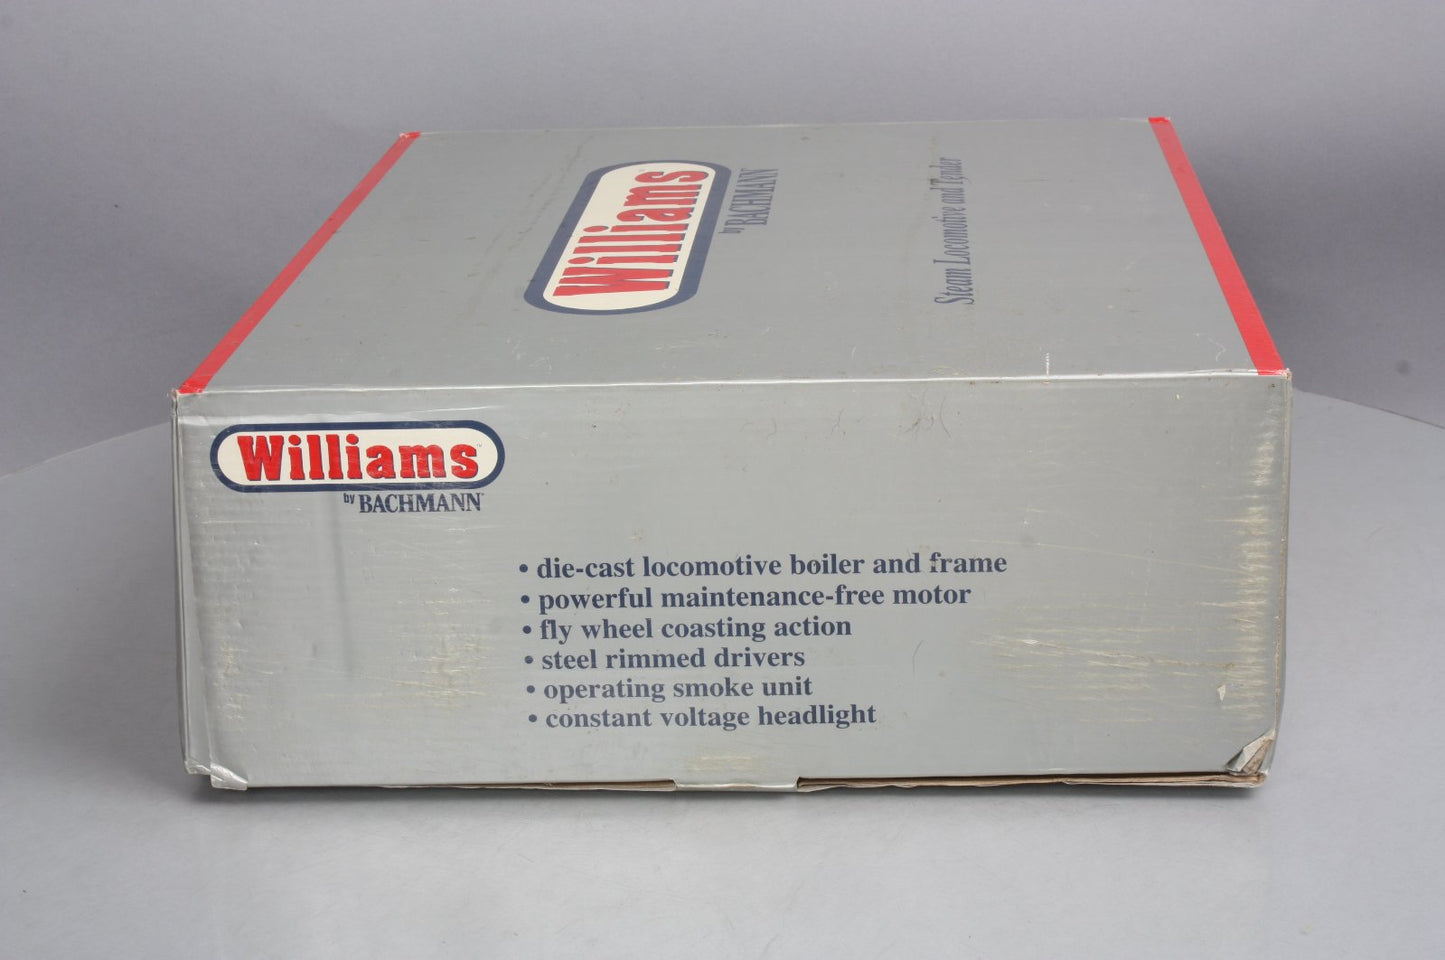 Williams
by BACHMANN
Steam Locomotive and Tender
Williams™
by BACHMANN
• die-cast locomotive boiler and frame
• powerful maintenance-free motor
• fly wheel coasting action
• steel rimmed drivers
• operating smoke unit
• constant voltage headlight